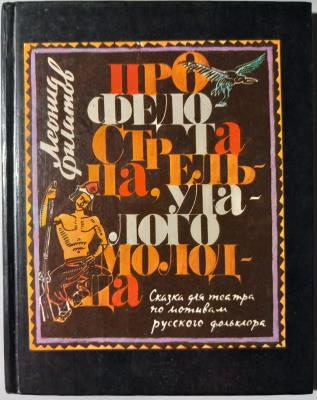 Леонид
Филатов
ПРО
ФЕДО-
ТА
СТРЕЛЬ-
ЦА,
УДА-
ЛОГО
МОЛОД-
ЦА
Сказка для театра
по мотивам
русского фольклора